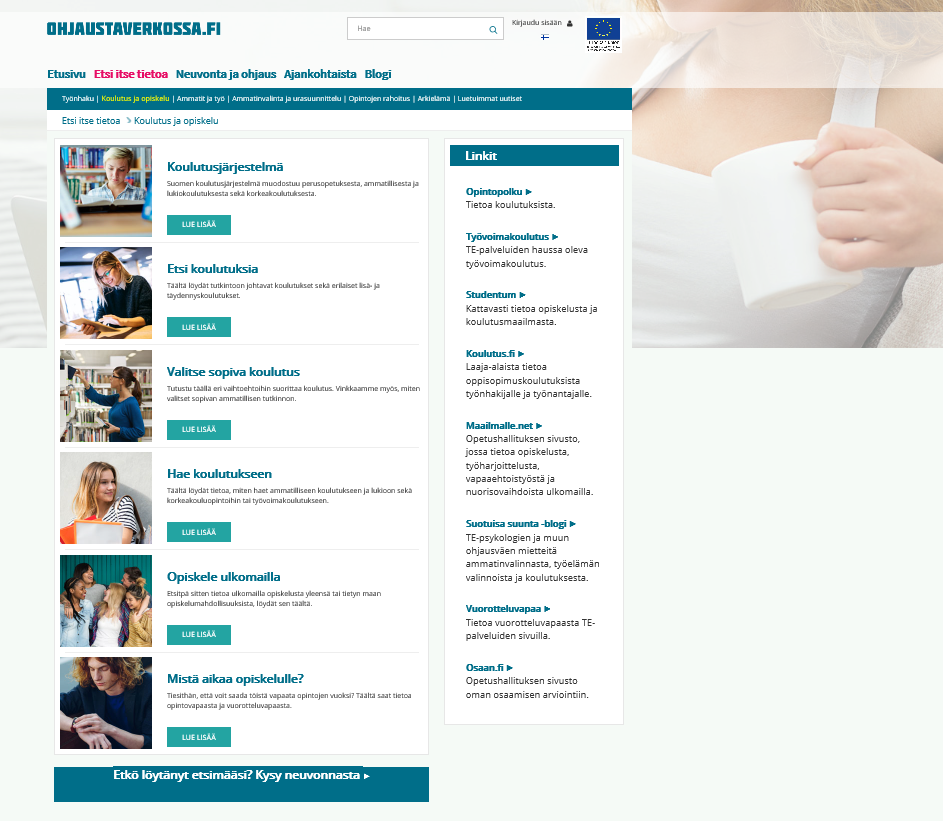 OHJAUSTAVERKOSSA.FI
Hae
Kirjaudu sisään
Etusivu Etsi itse tietoa Neuvonta ja ohjaus Ajankohtaista Blogi
Työnhaku | Koulutus ja opiskelu | Ammatit ja työ | Ammatinvalinta ja urasuunnittelu | Opintojen rahoitus | Arkielämä | Luetuimmat uutiset
Etsi itse tietoa Koulutus ja opiskelu
Koulutusjärjestelmä
Suomen koulutusjärjestelmä muodostuu perusopetuksesta, ammatillisesta ja
lukiokoulutuksesta sekä korkeakoulutuksesta.
LUE LISÄÄ
Etsi koulutuksia
Täältä löydät tutkintoon johtavat koulutukset sekä erilaiset lisä- ja
täydennyskoulutukset.
LUE LISÄÄ
Valitse sopiva koulutus
Tutustu täällä eri vaihtoehtoihin suorittaa koulutus. Vinkkaamme myös, miten
valitset sopivan ammatillisen tutkinnon.
LUE LISÄÄ
Hae koulutukseen
Täältä löydät tietoa, miten haet ammatilliseen koulutukseen ja lukioon sekä
korkeakouluopintoihin tai työvoimakoulutukseen.
LUE LISÄÄ
Opiskele ulkomailla
Etsitpä sitten tietoa ulkomailla opiskelusta yleensä tai tietyn maan
opiskelumahdollisuuksista, löydät sen täältä.
LUE LISÄÄ
Mistä aikaa opiskelulle?
Tiesithän, että voit saada töistä vapaata opintojen vuoksi? Täältä saat tietoa
opintovapaasta ja vuorotteluvapaasta.
LUE LISÄÄ
Etkö löytänyt etsimääsi? Kysy neuvonnasta ►
Linkit
Opintopolku ►
Tietoa koulutuksista.
Työvoimakoulutus ►
TE-palveluiden haussa oleva
työvoimakoulutus.
Studentum ►
Kattavasti tietoa opiskelusta ja
koulutusmaailmasta.
Koulutus.fi ►
Laaja-alaista tietoa
oppisopimuskoulutuksista
työnhakijalle ja työnantajalle.
Maailmalle.net ►
Opetushallituksen sivusto,
jossa tietoa opiskelusta,
työharjoittelusta,
vapaaehtoistyöstä ja
nuorisovaihdoista ulkomailla.
Suotuisa suunta -blogi ►
TE-psykologien ja muun
ohjausväen mietteitä
ammatinvalinnasta, työelämän
valinnoista ja koulutuksesta.
Vuorotteluvapaa ►
Tietoa vuorotteluvapaasta TE-
palveluiden sivuilla.
Osaan.fi ►
Opetushallituksen sivusto
oman osaamisen arviointiin.